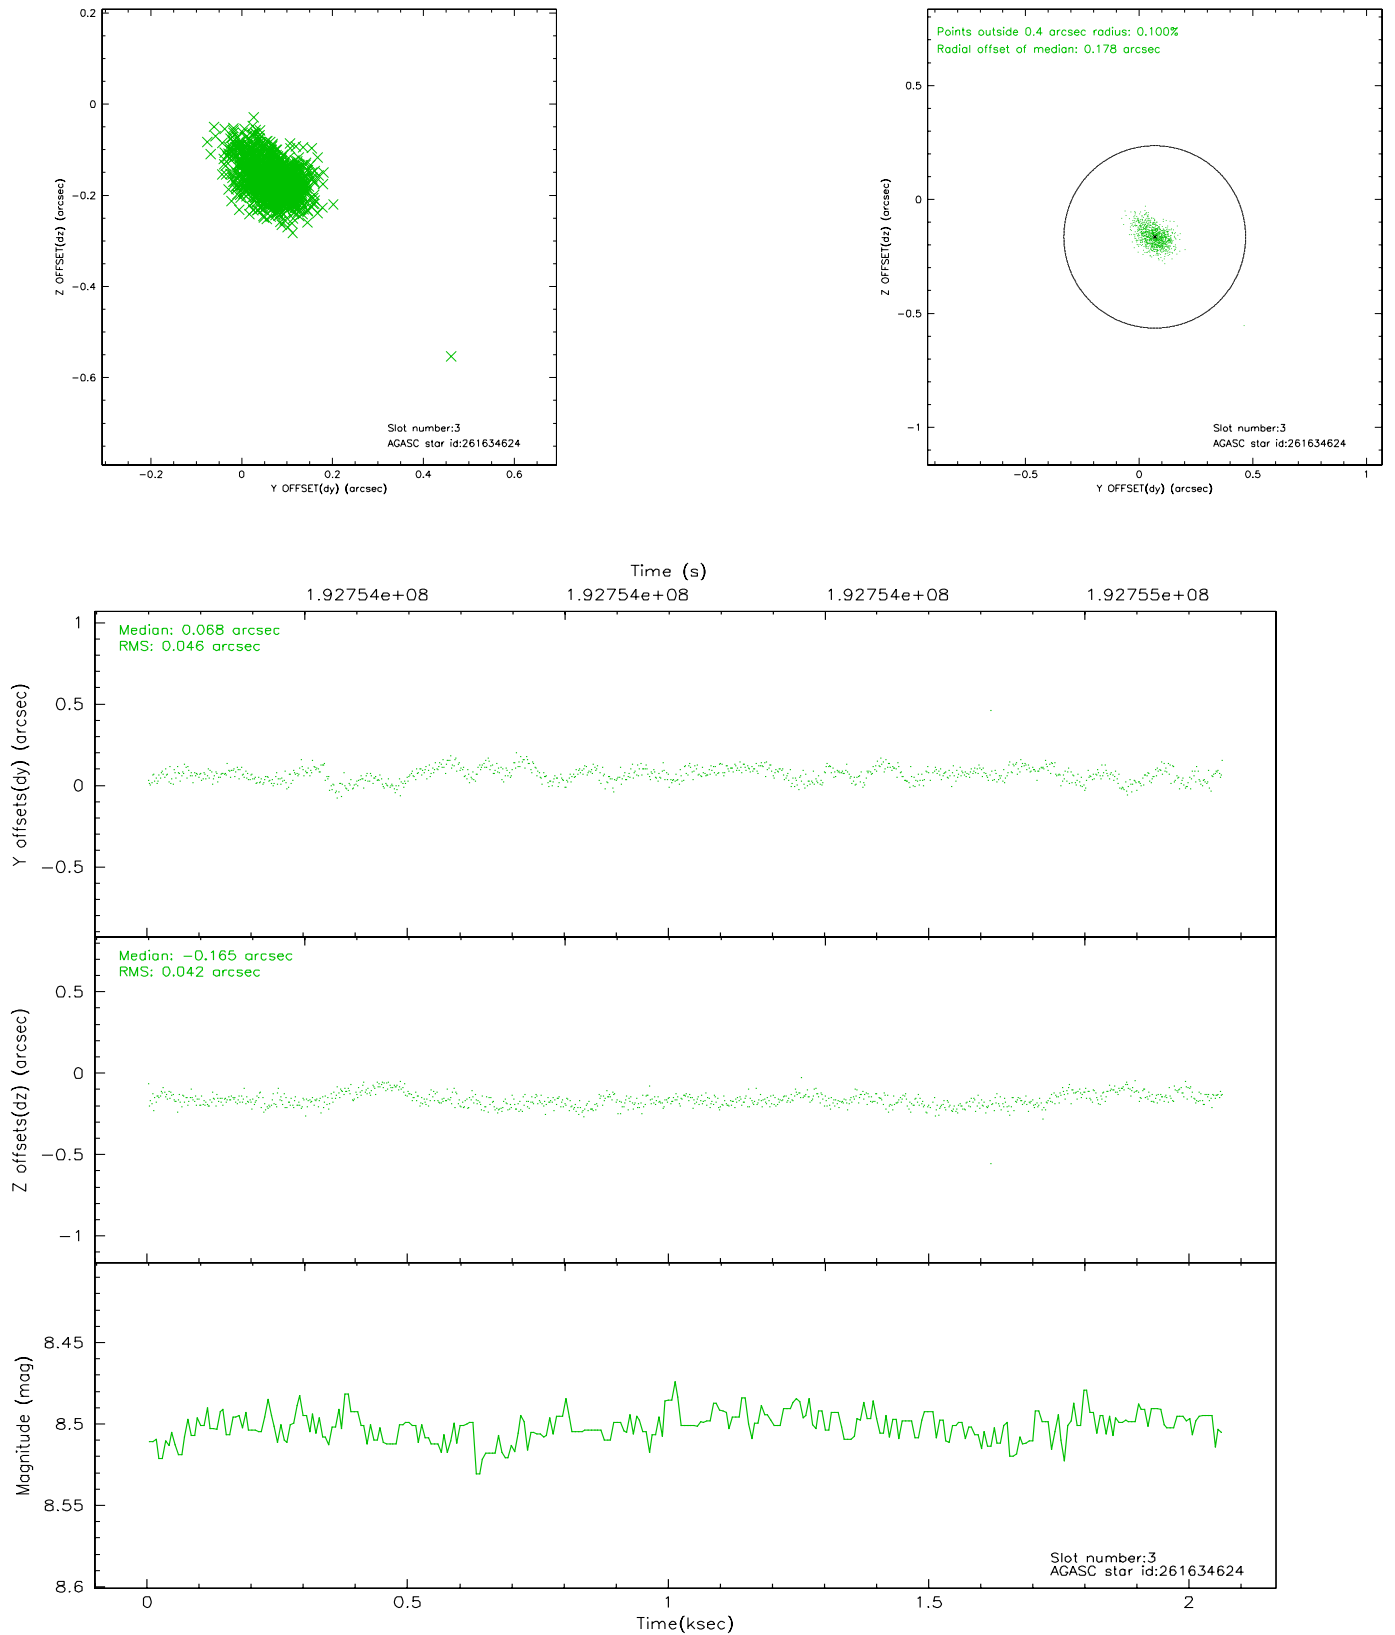 0.2
0
−0.2
−0.4
−0.6
Z OFFSET(dz) (arcsec)
Slot number:3
AGASC star id:261634624
−0.2 0 0.2 0.4 0.6
Y OFFSET(dy) (arcsec)
Points outside 0.4 arcsec radius: 0.100%
Radial offset of median: 0.178 arcsec
0.5
0
−0.5
−1
Z OFFSET(dz) (arcsec)
Slot number:3
AGASC star id:261634624
−0.5 0 0.5 1
Y OFFSET(dy) (arcsec)
Time (s)
1.92754e+08 1.92754e+08 1.92754e+08 1.92755e+08
Median: 0.068 arcsec
RMS: 0.046 arcsec
1
0.5
0
−0.5
Y offsets(dy) (arcsec)
Median: −0.165 arcsec
RMS: 0.042 arcsec
0.5
0
−0.5
−1
Z offsets(dz) (arcsec)
8.45
8.5
8.55
8.6
Magnitude (mag)
Slot number:3
AGASC star id:261634624
0 0.5 1 1.5 2
Time(ksec)